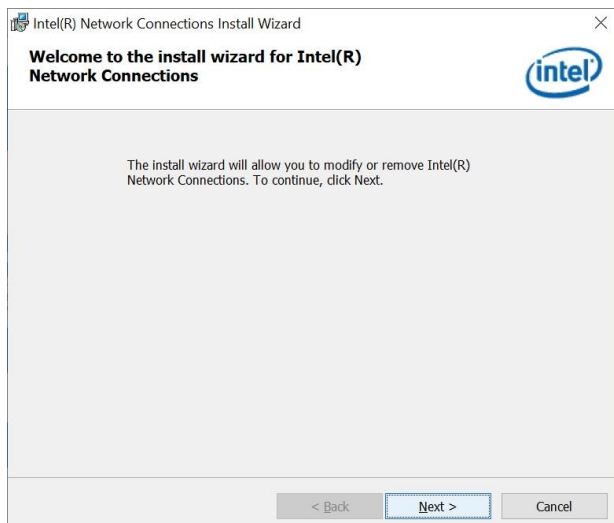 Intel(R) Network Connections Install Wizard
Welcome to the install wizard for Intel(R)
Network Connections
intel
The install wizard will allow you to modify or remove Intel(R)
Network Connections. To continue, click Next.
< Back
Next >
Cancel